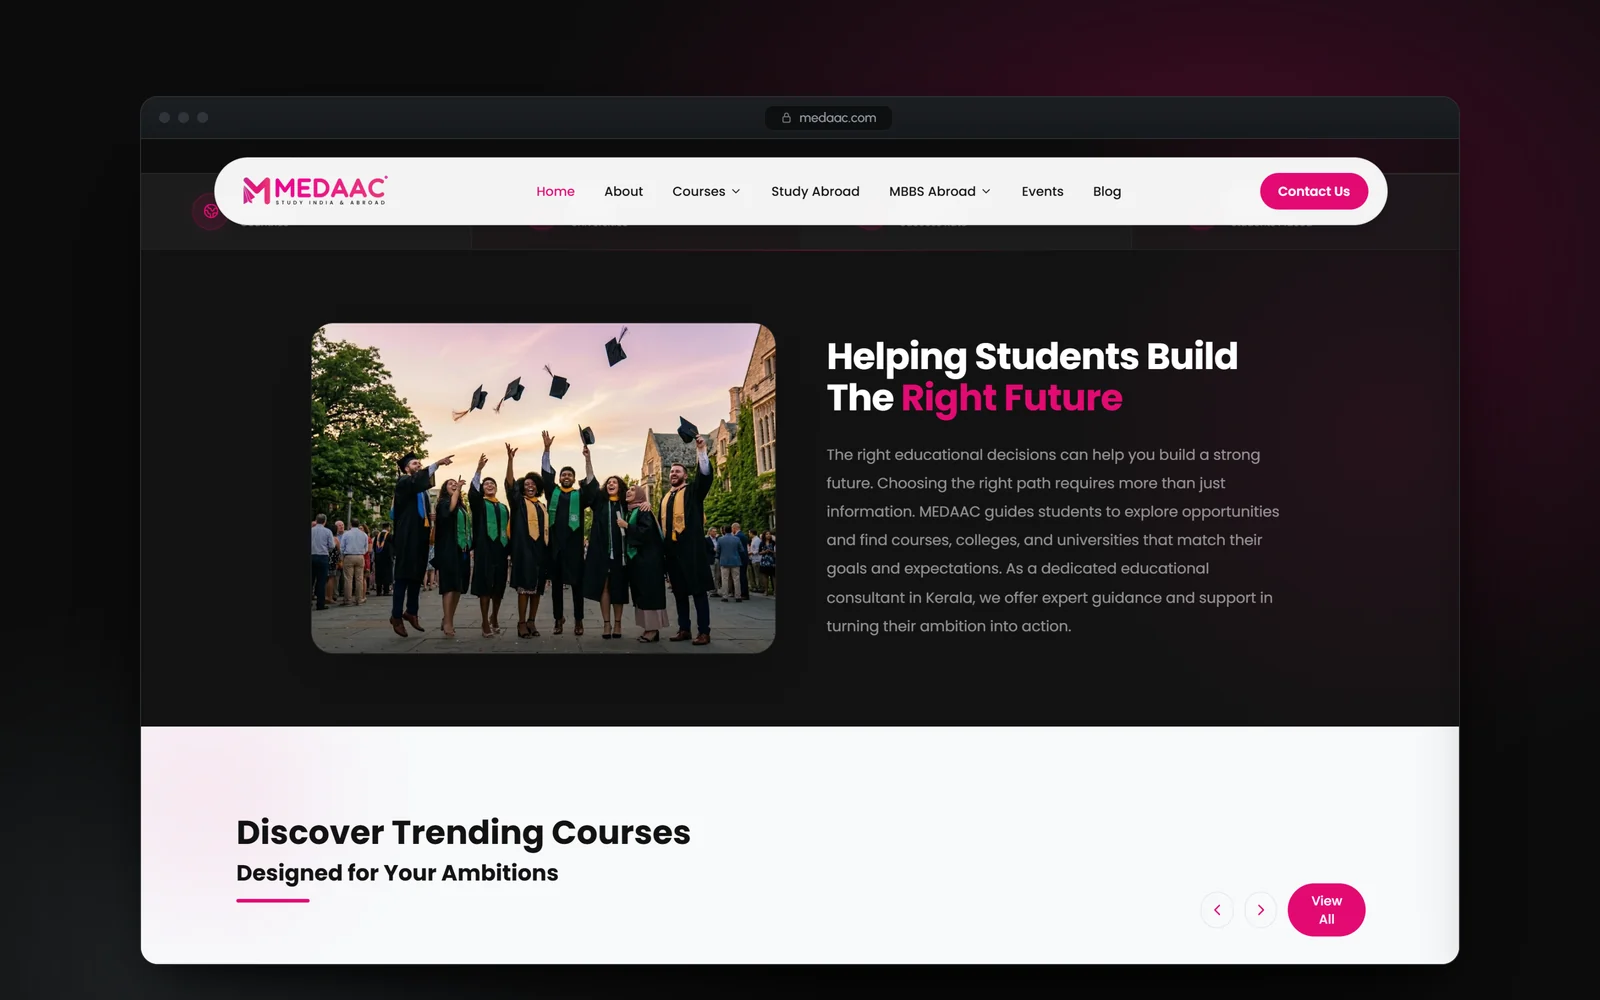 medaac.com
MEDAAC
STUDY INDIA & ABROAD
Home
About
Courses
Study Abroad
MBBS Abroad
Events
Blog
Contact Us
Helping Students Build
The Right Future
The right educational decisions can help you build a strong
future. Choosing the right path requires more than just
information. MEDAAC guides students to explore opportunities
and find courses, colleges, and universities that match their
goals and expectations. As a dedicated educational
consultant in Kerala, we offer expert guidance and support in
turning their ambition into action.
Discover Trending Courses
Designed for Your Ambitions
View
All